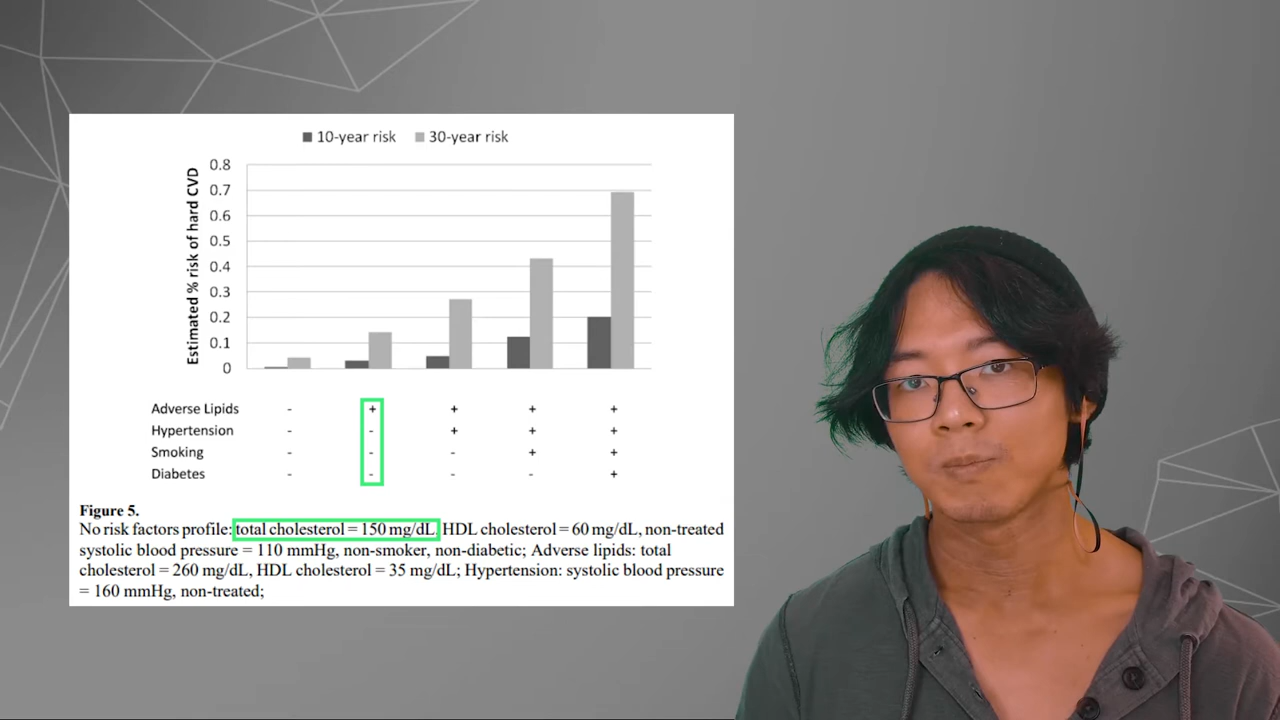 10-year risk 30-year risk
Estimated % risk of hard CVD
0.8
0.7
0.6
0.5
0.4
0.3
0.2
0.1
0
Adverse Lipids - + + + +
Hypertension - - + + +
Smoking - - - + +
Diabetes - - - - +
Figure 5.
No risk factors profile: total cholesterol = 150 mg/dL, HDL cholesterol = 60 mg/dL, non-treated
systolic blood pressure = 110 mmHg, non-smoker, non-diabetic; Adverse lipids: total
cholesterol = 260 mg/dL, HDL cholesterol = 35 mg/dL; Hypertension: systolic blood pressure
= 160 mmHg, non-treated;